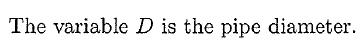 The variable D is the pipe diameter.